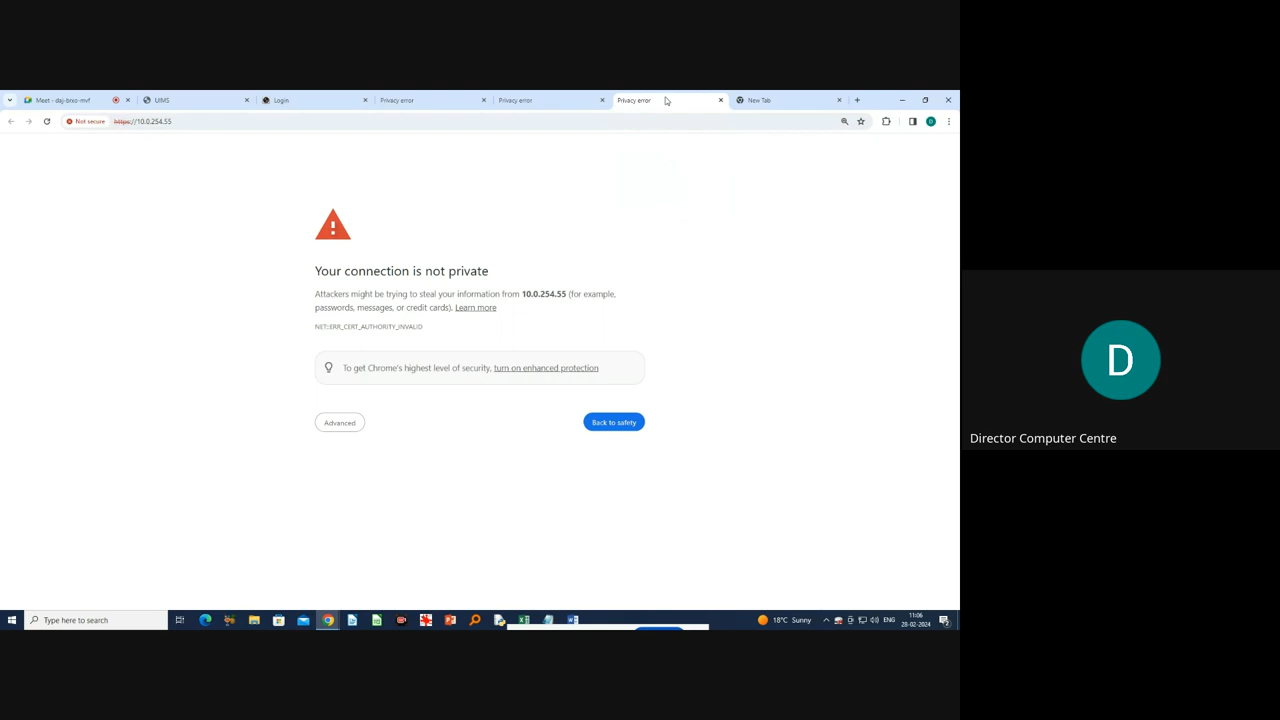 Meet - daj-btxo-mvf
UIMS
Login
Privacy error
Privacy error
Privacy error
New Tab
Not secure
https://10.0.254.55
D
Your connection is not private
Attackers might be trying to steal your information from 10.0.254.55 (for example,
passwords, messages, or credit cards). Learn more
NET::ERR_CERT_AUTHORITY_INVALID
To get Chrome's highest level of security, turn on enhanced protection
Advanced
Back to safety
D
Director Computer Centre
Type here to search
18°C Sunny
ENG
11:06
28-02-2024